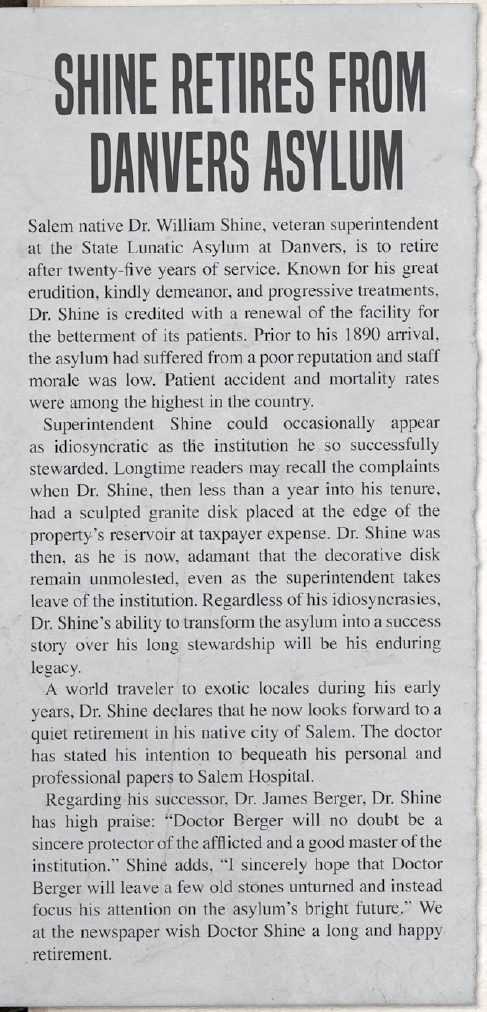 SHINE RETIRES FROM
DANVERS ASYLUM
Salem native Dr. William Shine, veteran superintendent
at the State Lunatic Asylum at Danvers, is to retire
after twenty-five years of service. Known for his great
erudition, kindly demeanor, and progressive treatments,
Dr. Shine is credited with a renewal of the facility for
the betterment of its patients. Prior to his 1890 arrival,
the asylum had suffered from a poor reputation and staff
morale was low. Patient accident and mortality rates
were among the highest in the country.
Superintendent Shine could occasionally appear
as idiosyncratic as the institution he so successfully
stewarded. Longtime readers may recall the complaints
when Dr. Shine, then less than a year into his tenure,
had a sculpted granite disk placed at the edge of the
property's reservoir at taxpayer expense. Dr. Shine was
then, as he is now, adamant that the decorative disk
remain unmolested, even as the superintendent takes
leave of the institution. Regardless of his idiosyncrasies,
Dr. Shine's ability to transform the asylum into a success
story over his long stewardship will be his enduring
legacy.
A world traveler to exotic locales during his early
years, Dr. Shine declares that he now looks forward to a
quiet retirement in his native city of Salem. The doctor
has stated his intention to bequeath his personal and
professional papers to Salem Hospital.
Regarding his successor, Dr. James Berger, Dr. Shine
has high praise: “Doctor Berger will no doubt be a
sincere protector of the afflicted and a good master of the
institution.” Shine adds, “I sincerely hope that Doctor
Berger will leave a few old stones unturned and instead
focus his attention on the asylum's bright future.” We
at the newspaper wish Doctor Shine a long and happy
retirement.